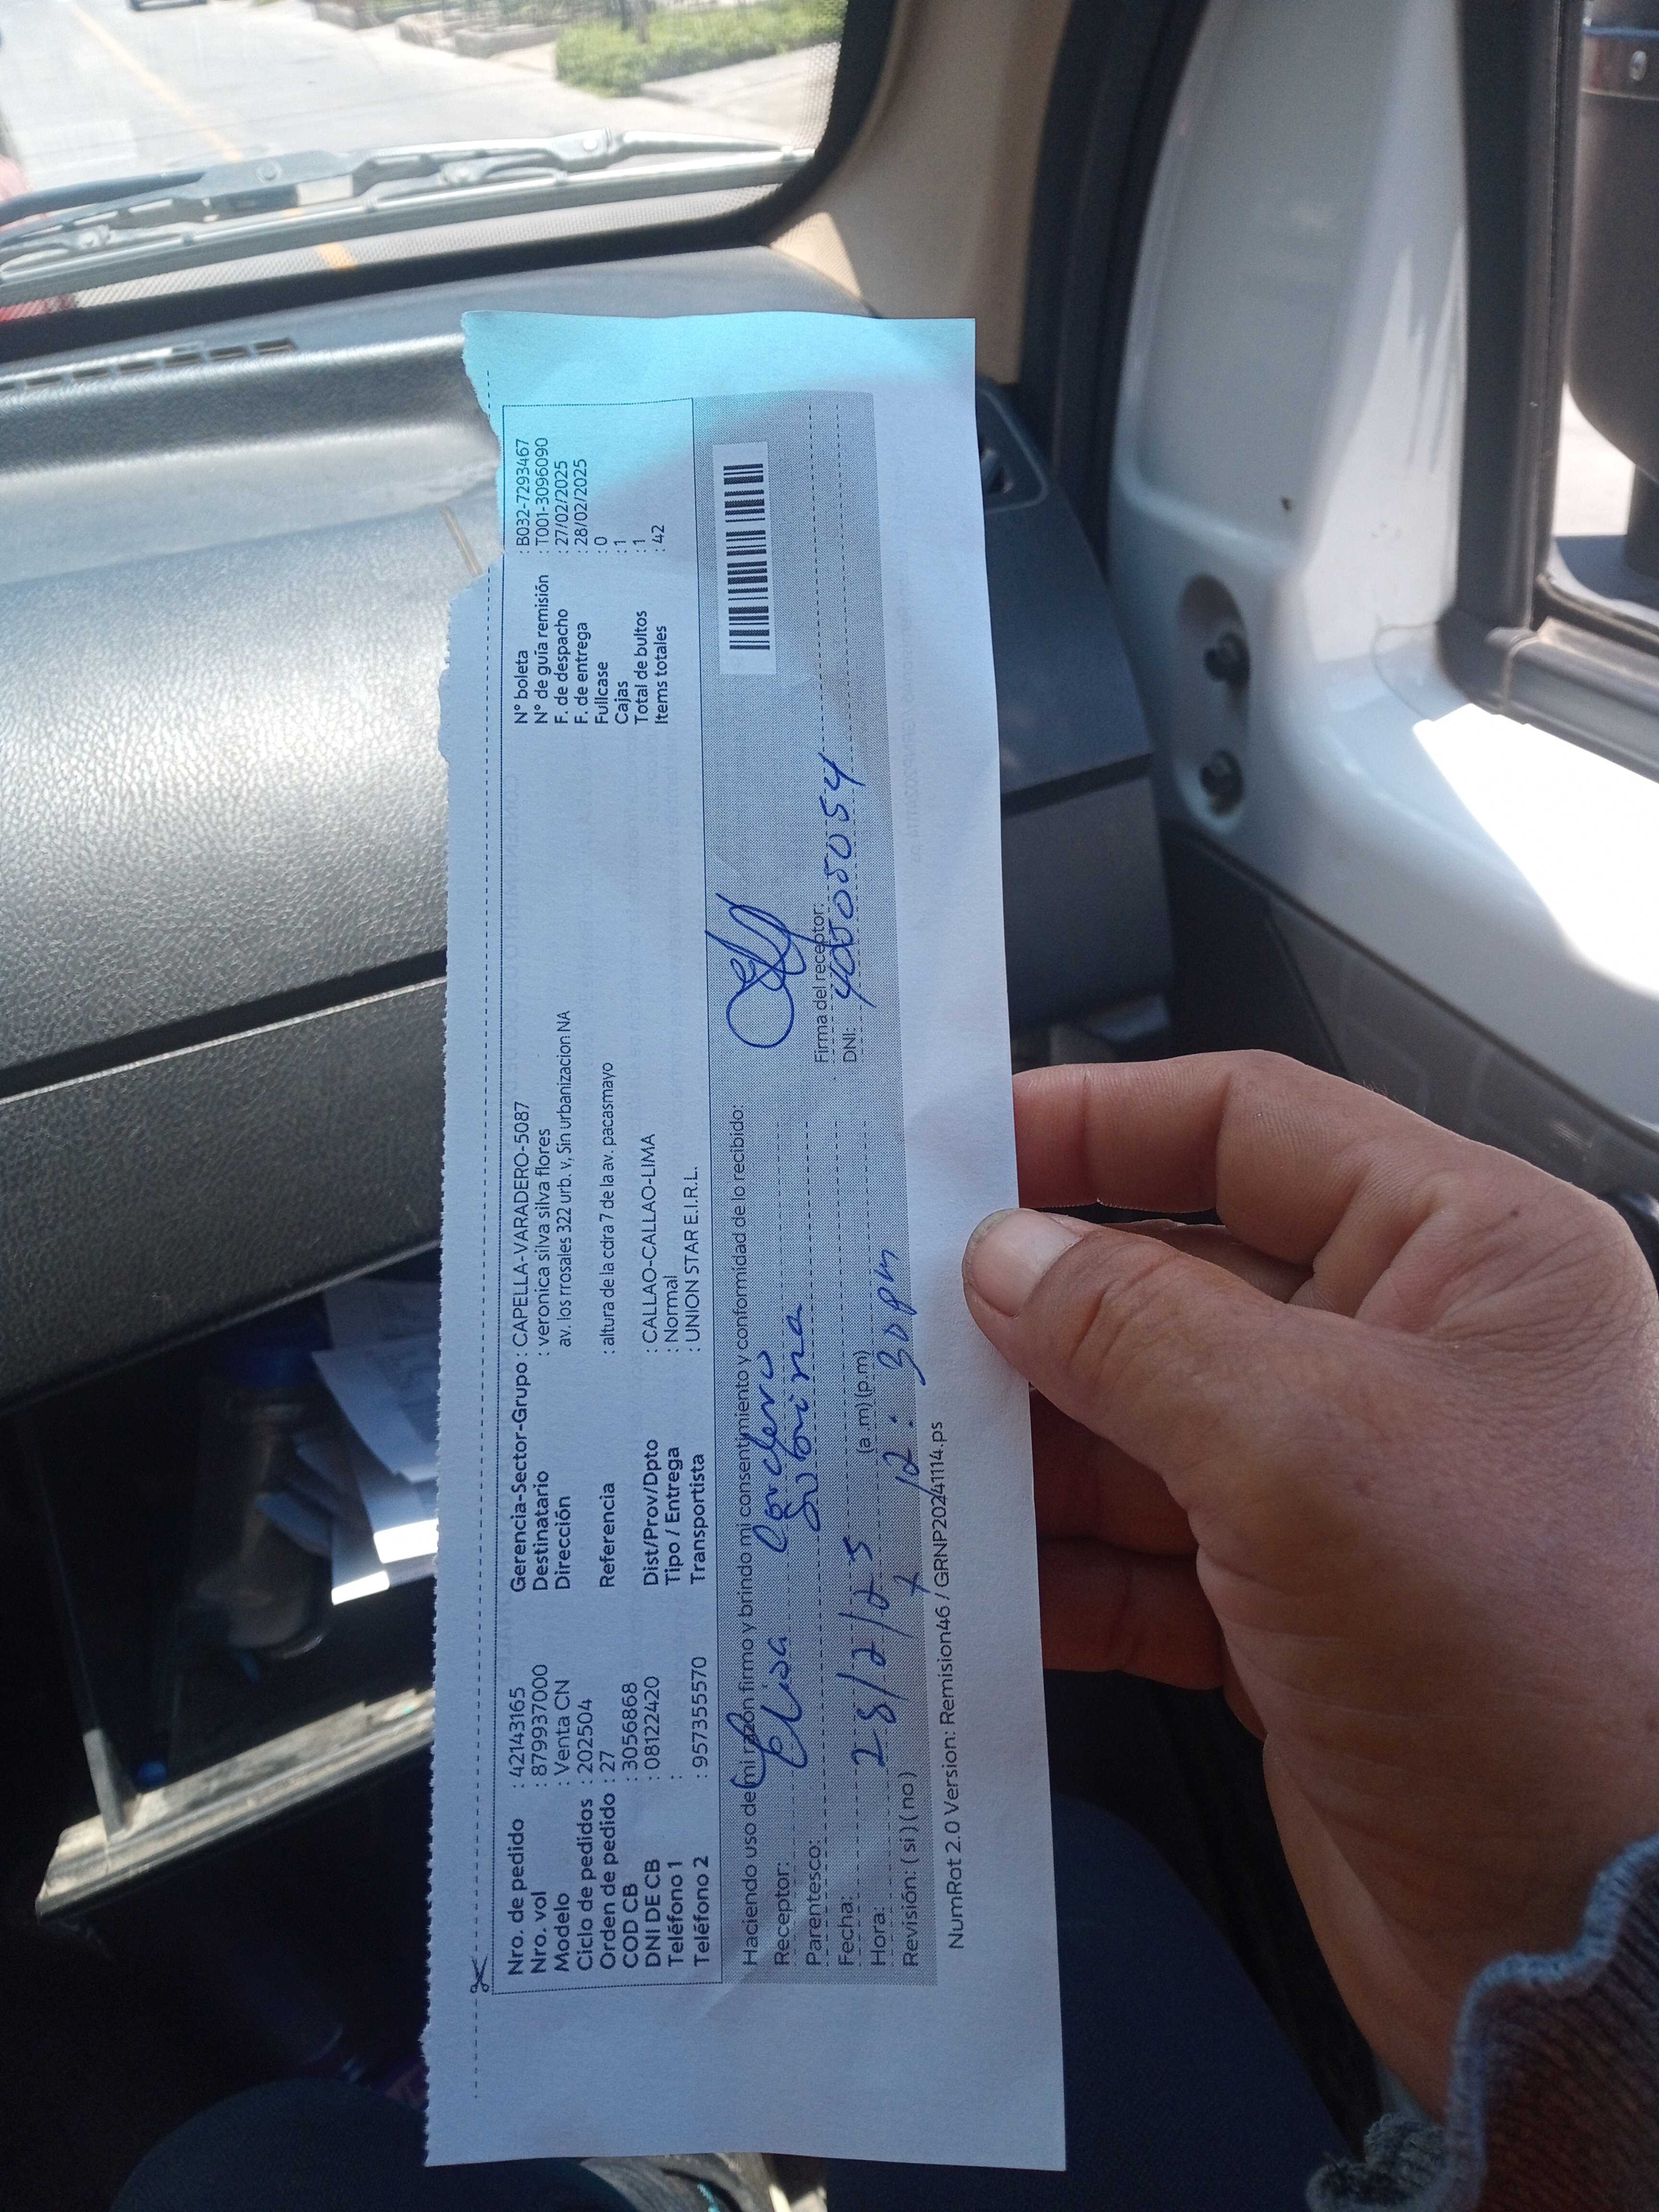 Nro. de pedido : 42143165
Nro. vol : 879937000
Modelo : Venta CN
Ciclo de pedidos : 202504
Orden de pedido : 27
COD CB : 3056868
DNI DE CB : 08122420
Teléfono 1 :
Teléfono 2 : 957355570
Gerencia-Sector-Grupo : CAPELLA-VARADERO-5087
Destinatario : veronica silva silva flores
Dirección av. los rrosales 322 urb. v, Sin urbanizacion NA
Referencia : altura de la cdra 7 de la av. pacasmayo
Dist/Prov/Dpto : CALLAO-CALLAO-LIMA
Tipo / Entrega : Normal
Transportista : UNION STAR E.I.R.L.
N° boleta : B032-7293467
N° de guía remisión : T001-3096090
F. de despacho : 27/02/2025
F. de entrega : 28/02/2025
Fullcase : 0
Cajas : 1
Total de bultos : 1
Items totales : 42
Haciendo uso de mi razón firmo y brindo mi consentimiento y conformidad de lo recibido:
Receptor: Elisa Cordero
Parentesco: Sobrina
Fecha: 28/2/25
Hora: (a.m) (p.m) 12:30 pm
Revisión: ( si ) ( no )
Firma del receptor:
DNI:
NumRot 2.0 Version: Remision46 / GRNP20241114.ps